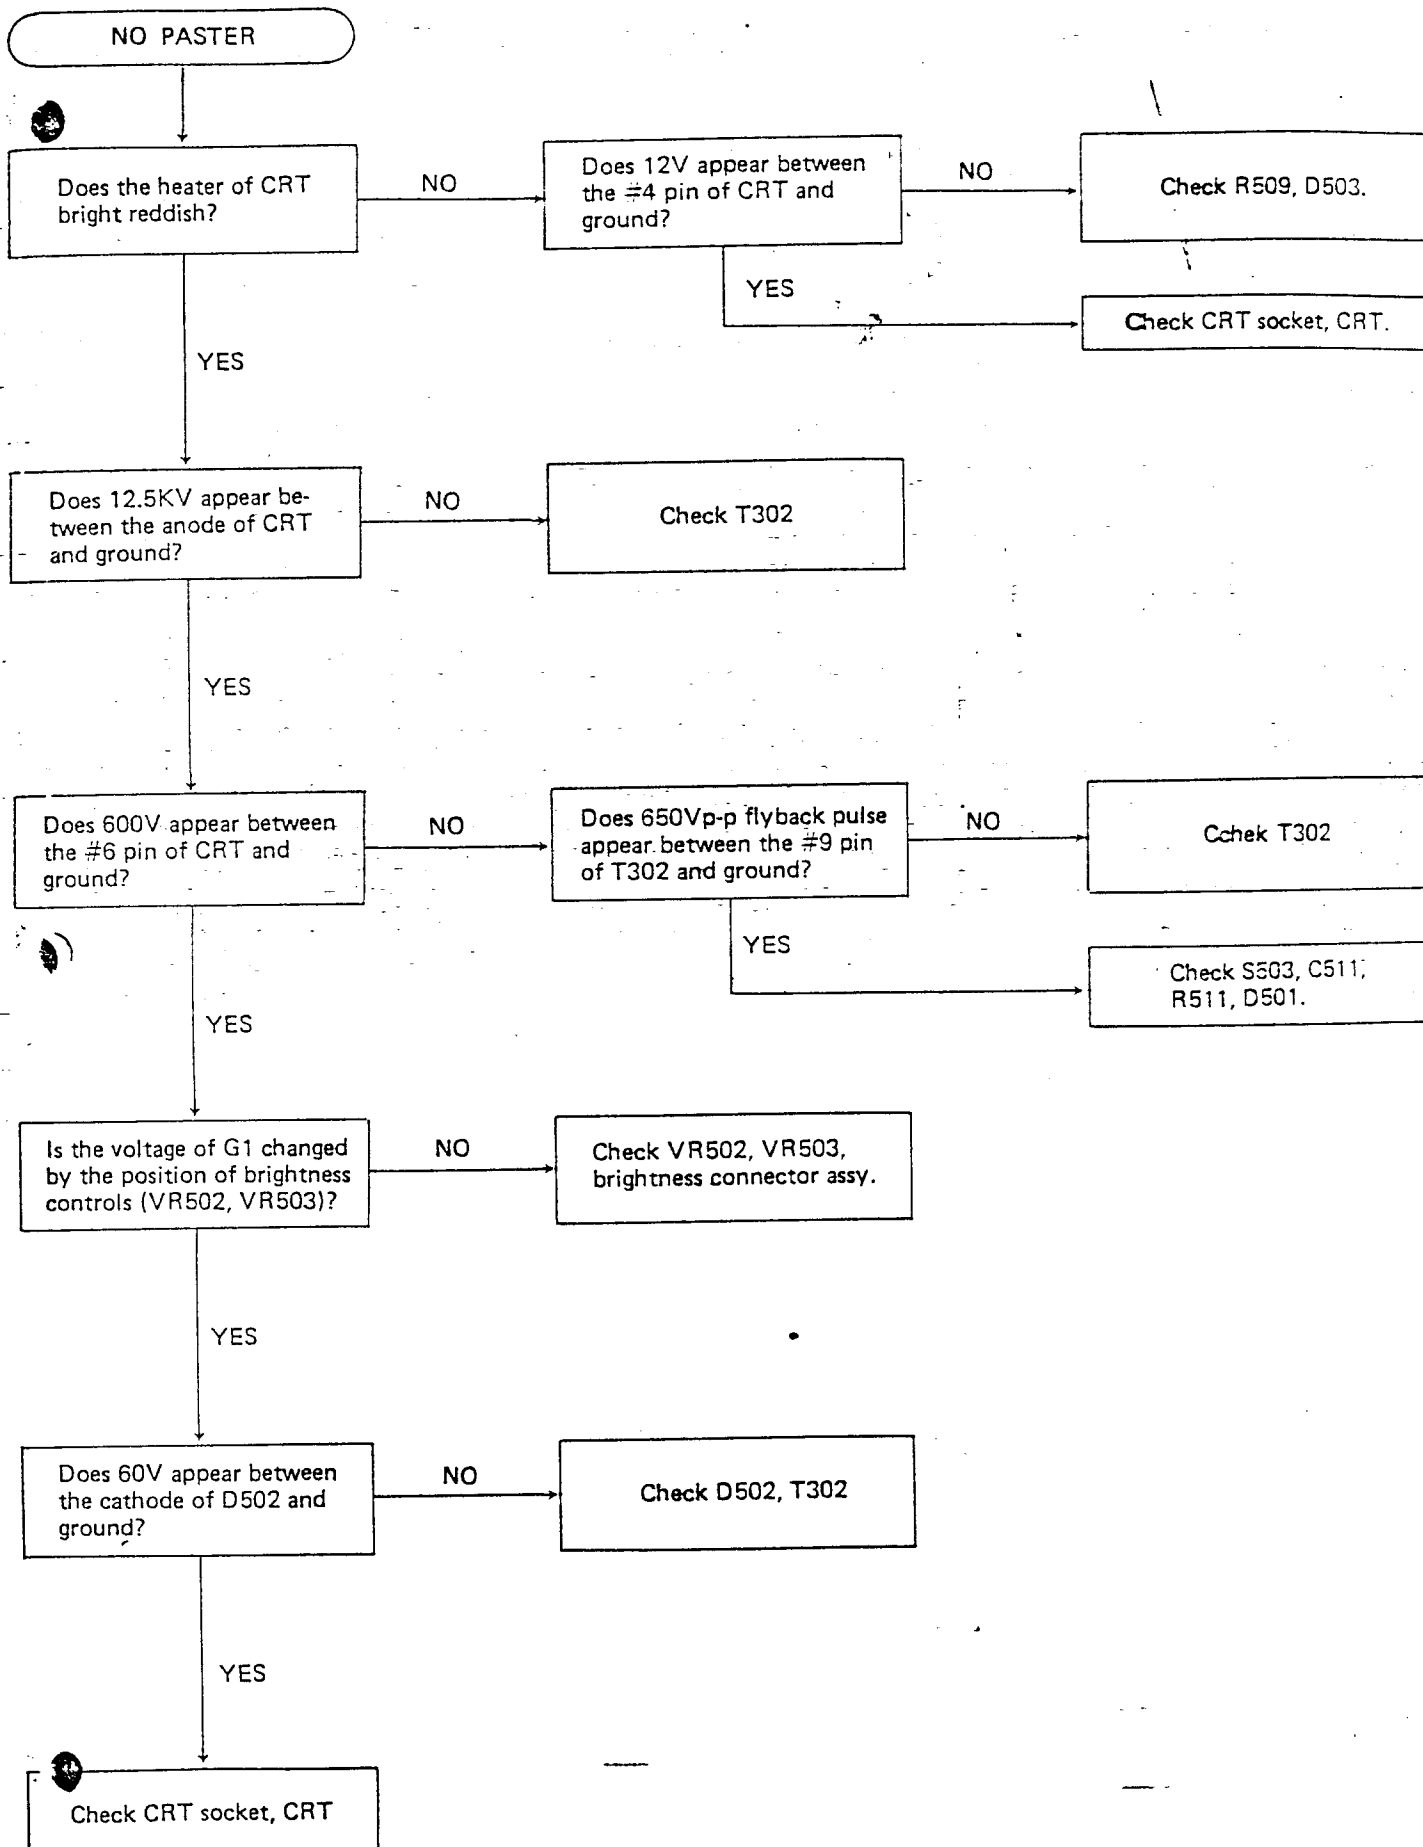 NO PASTER
Does the heater of CRT
bright reddish?
NO
Does 12V appear between
the #4 pin of CRT and
ground?
NO
Check R509, D503.
YES
Check CRT socket, CRT.
YES
Does 12.5KV appear be-
tween the anode of CRT
and ground?
NO
Check T302
YES
Does 600V appear between
the #6 pin of CRT and
ground?
NO
Does 650Vp-p flyback pulse
appear between the #9 pin
of T302 and ground?
NO
Cchek T302
YES
Check S503, C511,
R511, D501.
YES
Is the voltage of G1 changed
by the position of brightness
controls (VR502, VR503)?
NO
Check VR502, VR503,
brightness connector assy.
YES
Does 60V appear between
the cathode of D502 and
ground?
NO
Check D502, T302
YES
Check CRT socket, CRT